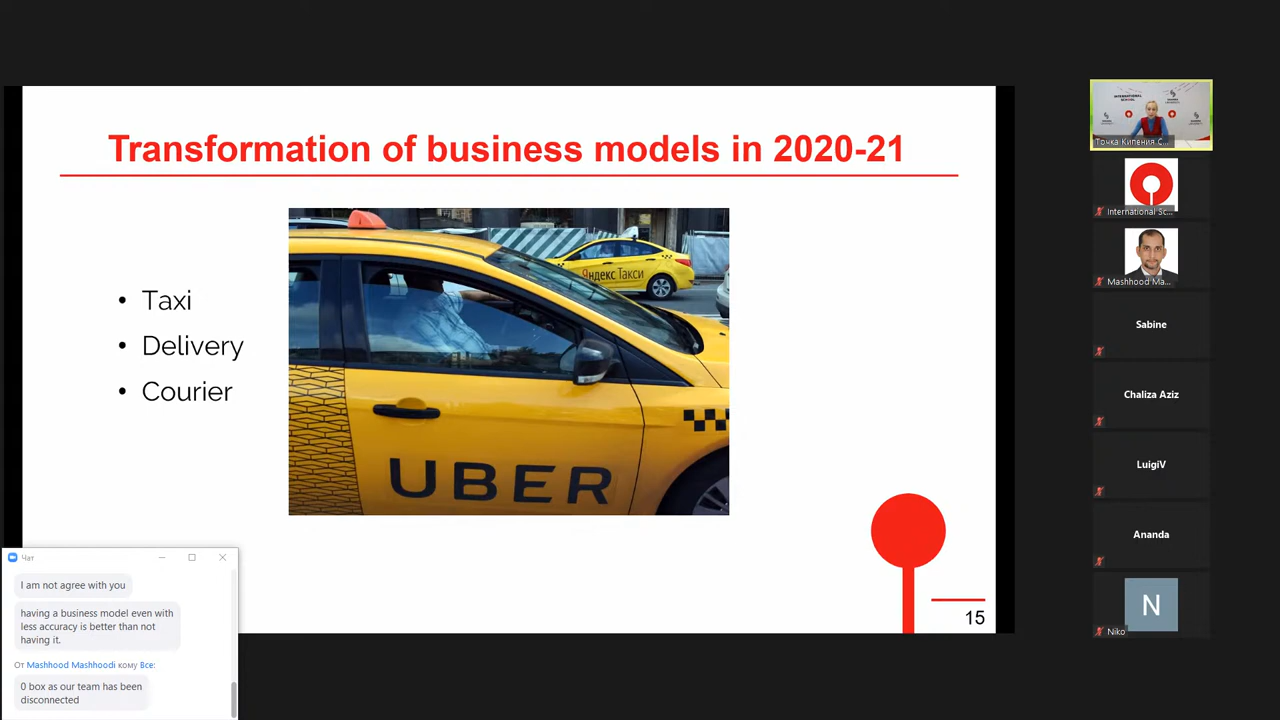 Transformation of business models in 2020-21
• Taxi
• Delivery
• Courier
Яндекс Такси
UBER
15
Чат
I am not agree with you
having a business model even with
less accuracy is better than not
having it.
От Mashhood Mashhoodi кому Все:
0 box as our team has been
disconnected
INTERNATIONAL
SCHOOL
Точка Кипения С...
International Sc...
Mashhood Ma...
Sabine
Chaliza Aziz
LuigiV
Ananda
N
Niko